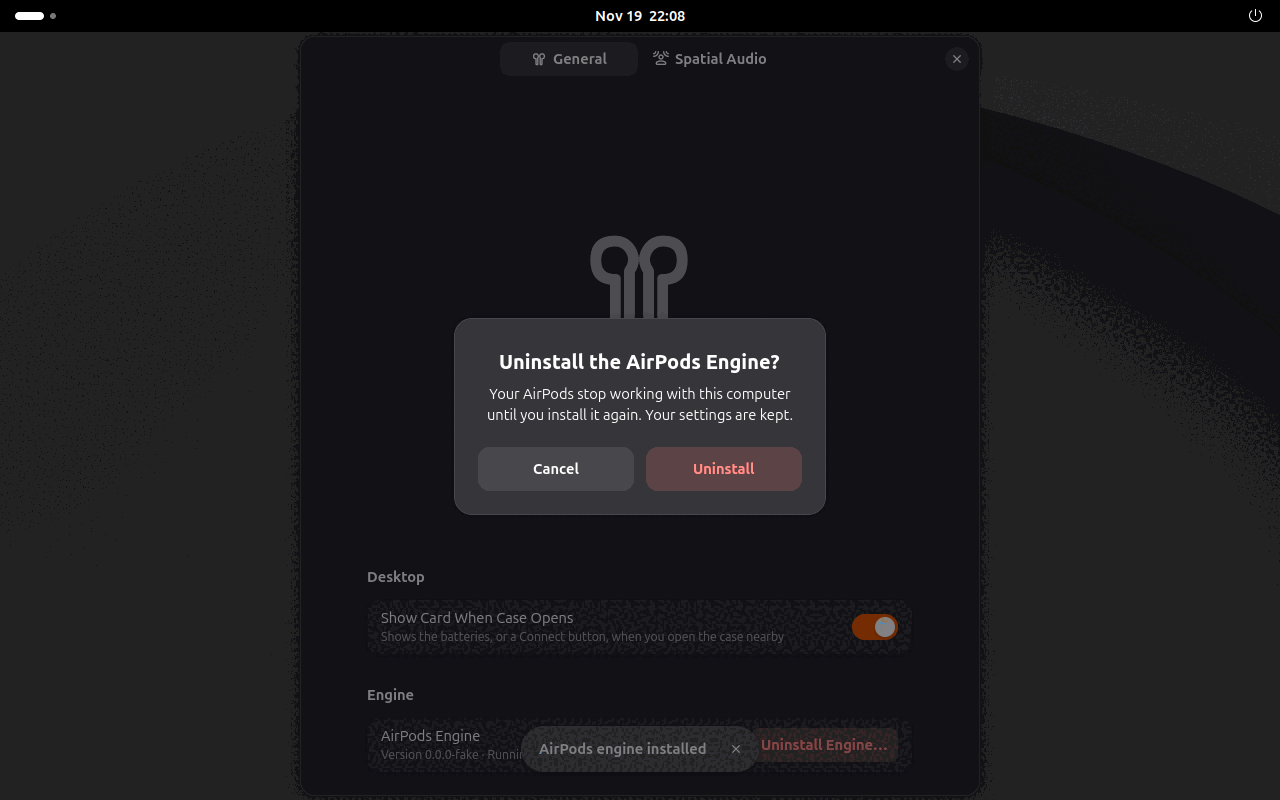 Nov 19 22:08
General
Spatial Audio
Uninstall the AirPods Engine?
Your AirPods stop working with this computer
until you install it again. Your settings are kept.
Cancel
Uninstall
Desktop
Show Card When Case Opens
Shows the batteries, or a Connect button, when you open the case nearby
Engine
AirPods Engine
Version 0.0.0-fake ·
AirPods engine installed
Uninstall Engine...